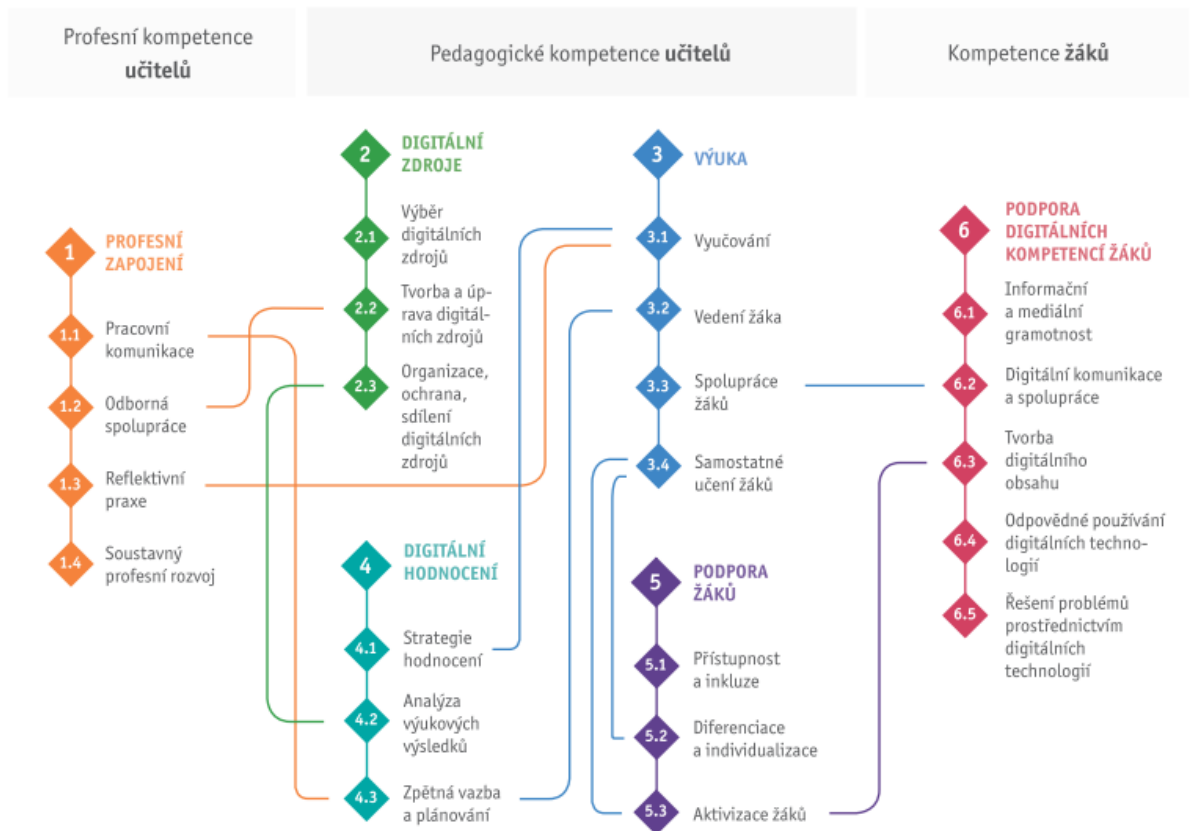 Profesní kompetence
učitelů
Pedagogické kompetence učitelů
Kompetence žáků
1
PROFESNÍ
ZAPOJENÍ
1.1
Pracovní
komunikace
1.2
Odborná
spolupráce
1.3
Reflektivní
praxe
1.4
Soustavný
profesní rozvoj
2
DIGITÁLNÍ
ZDROJE
2.1
Výběr
digitálních
zdrojů
2.2
Tvorba a úp-
rava digitál-
ních zdrojů
2.3
Organizace,
ochrana,
sdílení
digitálních
zdrojů
3
VÝUKA
3.1
Vyučování
3.2
Vedení žáka
3.3
Spolupráce
žáků
3.4
Samostatné
učení žáků
4
DIGITÁLNÍ
HODNOCENÍ
4.1
Strategie
hodnocení
4.2
Analýza
výukových
výsledků
4.3
Zpětná vazba
a plánování
5
PODPORA
ŽÁKŮ
5.1
Přístupnost
a inkluze
5.2
Diferenciace
a individualizace
5.3
Aktivizace žáků
6
PODPORA
DIGITÁLNÍCH
KOMPETENCÍ ŽÁKŮ
6.1
Informační
a mediální
gramotnost
6.2
Digitální komunikace
a spolupráce
6.3
Tvorba
digitálního
obsahu
6.4
Odpovědné používání
digitálních techno-
logií
6.5
Řešení problémů
prostřednictvím
digitálních
technologií